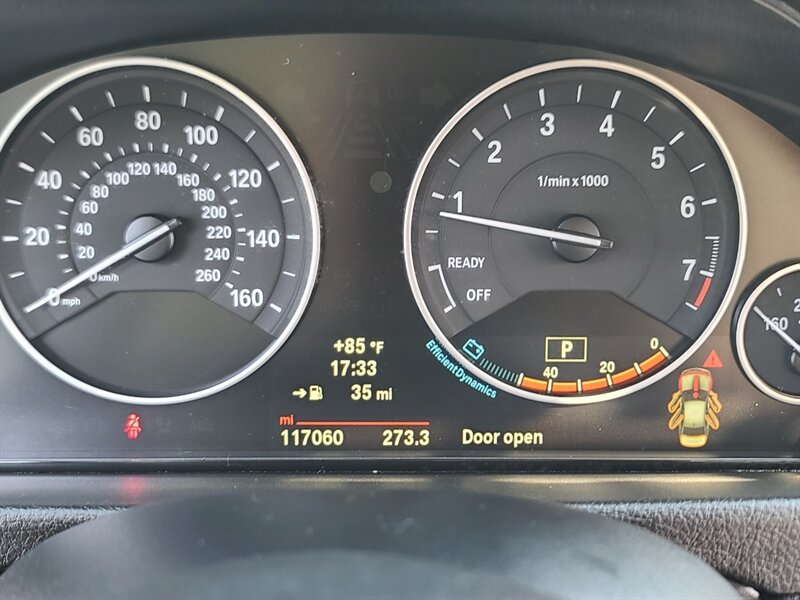 20 40 60 80 100 120 140 160
0 mph
20 40 60 80 100 120 140 160 180 200 220 240 260
0 km/h
1 2 3 4 5 6 7
1/min x 1000
READY
OFF
EfficientDynamics
P
40 20 0
+85 °F
17:33
35 mi
mi
117060 273.3 Door open
160